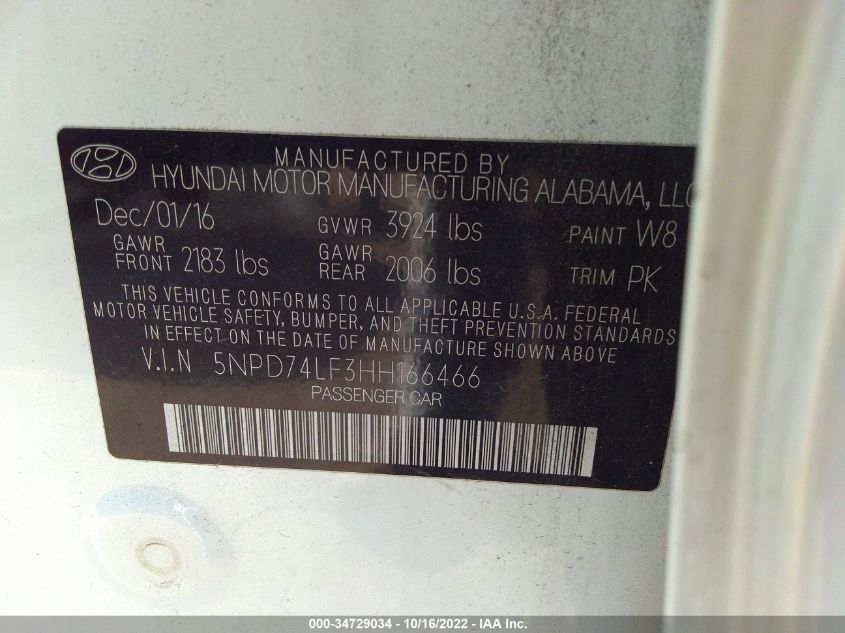 MANUFACTURED BY
HYUNDAI MOTOR MANUFACTURING ALABAMA, LLC
Dec/01/16 GVWR 3924 lbs PAINT W8
GAWR FRONT 2183 lbs GAWR REAR 2006 lbs TRIM PK
THIS VEHICLE CONFORMS TO ALL APPLICABLE U.S.A. FEDERAL
MOTOR VEHICLE SAFETY, BUMPER, AND THEFT PREVENTION STANDARDS
IN EFFECT ON THE DATE OF MANUFACTURE SHOWN ABOVE
V.I.N 5NPD74LF3HH166466
PASSENGER CAR
000-34729034 - 10/16/2022 - IAA Inc.